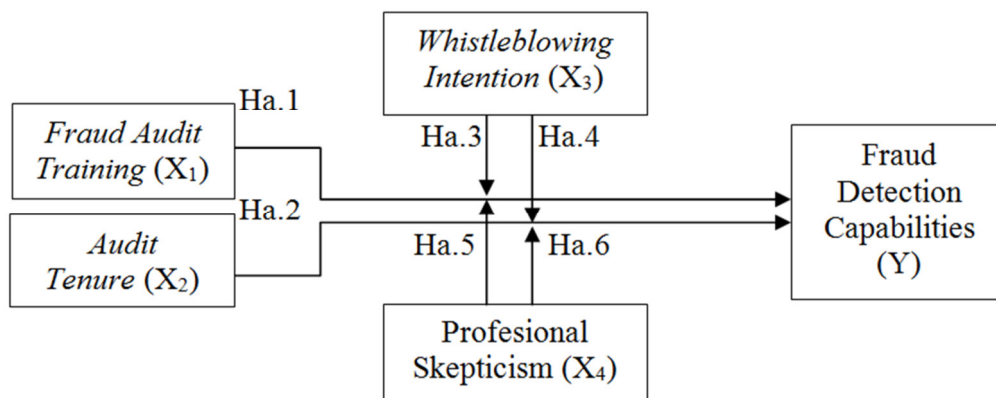 Whistleblowing
Intention (X₃)
Ha.1
Fraud Audit
Training (X₁)
Ha.3
Ha.4
Fraud
Detection
Capabilities
(Y)
Ha.2
Audit
Tenure (X₂)
Ha.5
Ha.6
Profesional
Skepticism (X₄)